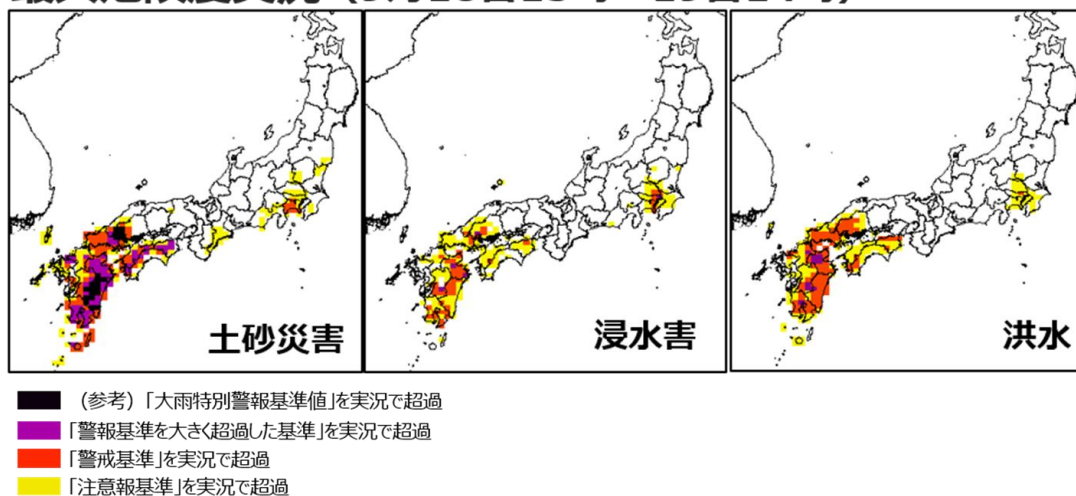 土砂災害
浸水害
洪水
(参考)「大雨特別警報基準値」を実況で超過
「警報基準を大きく超過した基準」を実況で超過
「警戒基準」を実況で超過
「注意報基準」を実況で超過